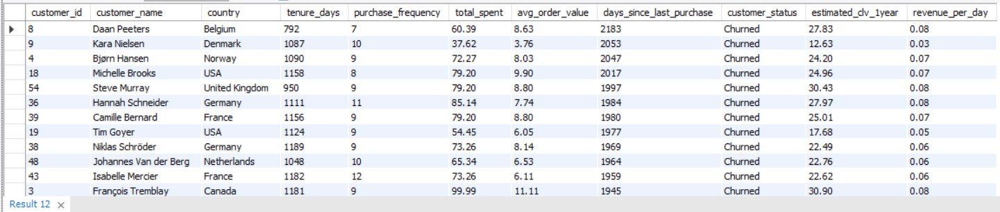 customer_id customer_name country tenure_days purchase_frequency total_spent avg_order_value days_since_last_purchase customer_status estimated_clv_1year revenue_per_day
8 Daan Peeters Belgium 792 7 60.39 8.63 2183 Churned 27.83 0.08
9 Kara Nielsen Denmark 1087 10 37.62 3.76 2053 Churned 12.63 0.03
4 Bjørn Hansen Norway 1090 9 72.27 8.03 2047 Churned 24.20 0.07
18 Michelle Brooks USA 1158 8 79.20 9.90 2017 Churned 24.96 0.07
54 Steve Murray United Kingdom 950 9 79.20 8.80 1997 Churned 30.43 0.08
36 Hannah Schneider Germany 1111 11 85.14 7.74 1984 Churned 27.97 0.08
39 Camille Bernard France 1156 9 79.20 8.80 1980 Churned 25.01 0.07
19 Tim Goyer USA 1124 9 54.45 6.05 1977 Churned 17.68 0.05
38 Niklas Schröder Germany 1189 9 73.26 8.14 1969 Churned 22.49 0.06
48 Johannes Van der Berg Netherlands 1048 10 65.34 6.53 1964 Churned 22.76 0.06
43 Isabelle Mercier France 1182 12 73.26 6.11 1959 Churned 22.62 0.06
3 François Tremblay Canada 1181 9 99.99 11.11 1945 Churned 30.90 0.08
Result 12 ×